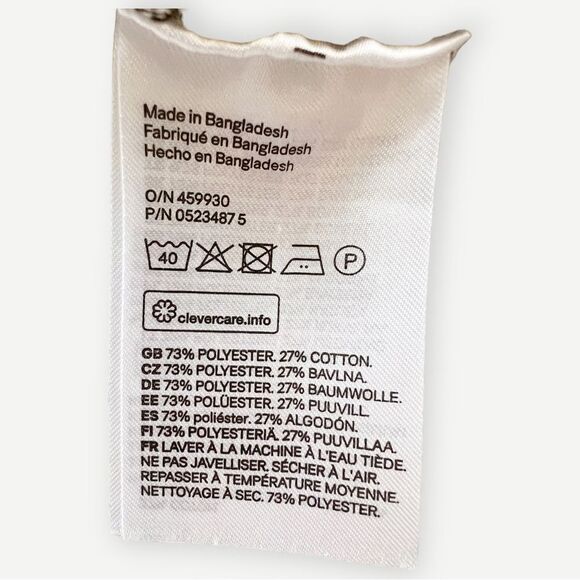 Made in Bangladesh
Fabriqué en Bangladesh
Hecho en Bangladesh
O/N 459930
P/N 0523487 5
40
P
clevercare.info
GB 73% POLYESTER. 27% COTTON.
CZ 73% POLYESTER. 27% BAVLNA.
DE 73% POLYESTER. 27% BAUMWOLLE.
EE 73% POLÜESTER. 27% PUUVILL.
ES 73% poliéster. 27% ALGODÓN.
FI 73% POLYESTERIÄ. 27% PUUVILLAA.
FR LAVER À LA MACHINE À L'EAU TIÈDE.
NE PAS JAVELLISER. SÉCHER À L'AIR.
REPASSER À TEMPÉRATURE MOYENNE.
NETTOYAGE À SEC. 73% POLYESTER.